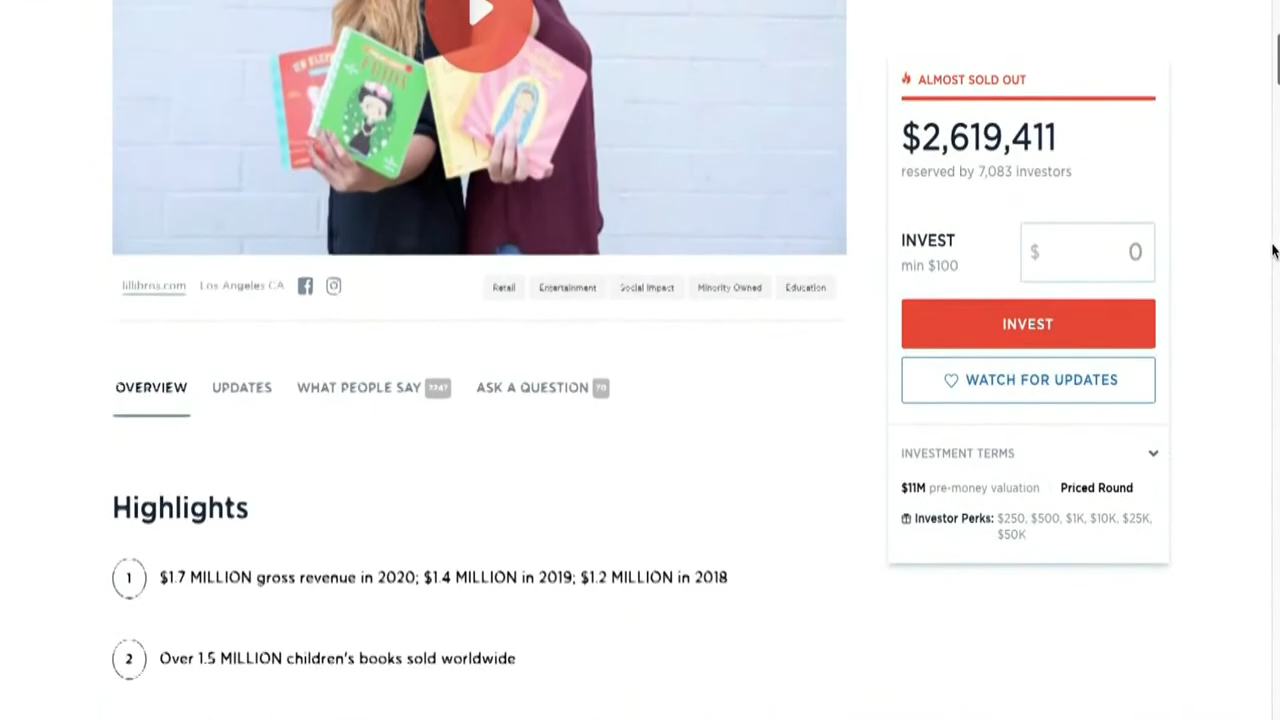 ALMOST SOLD OUT
$2,619,411
reserved by 7,083 investors
INVEST
min $100
$ 0
INVEST
WATCH FOR UPDATES
INVESTMENT TERMS
$11M pre-money valuation Priced Round
Investor Perks: $250, $500, $1K, $10K, $25K,
$50K
lillibros.com Los Angeles CA
Retail Entertainment Social Impact Minority Owned Education
OVERVIEW UPDATES WHAT PEOPLE SAY ASK A QUESTION 70
Highlights
1 $1.7 MILLION gross revenue in 2020; $1.4 MILLION in 2019; $1.2 MILLION in 2018
2 Over 1.5 MILLION children's books sold worldwide